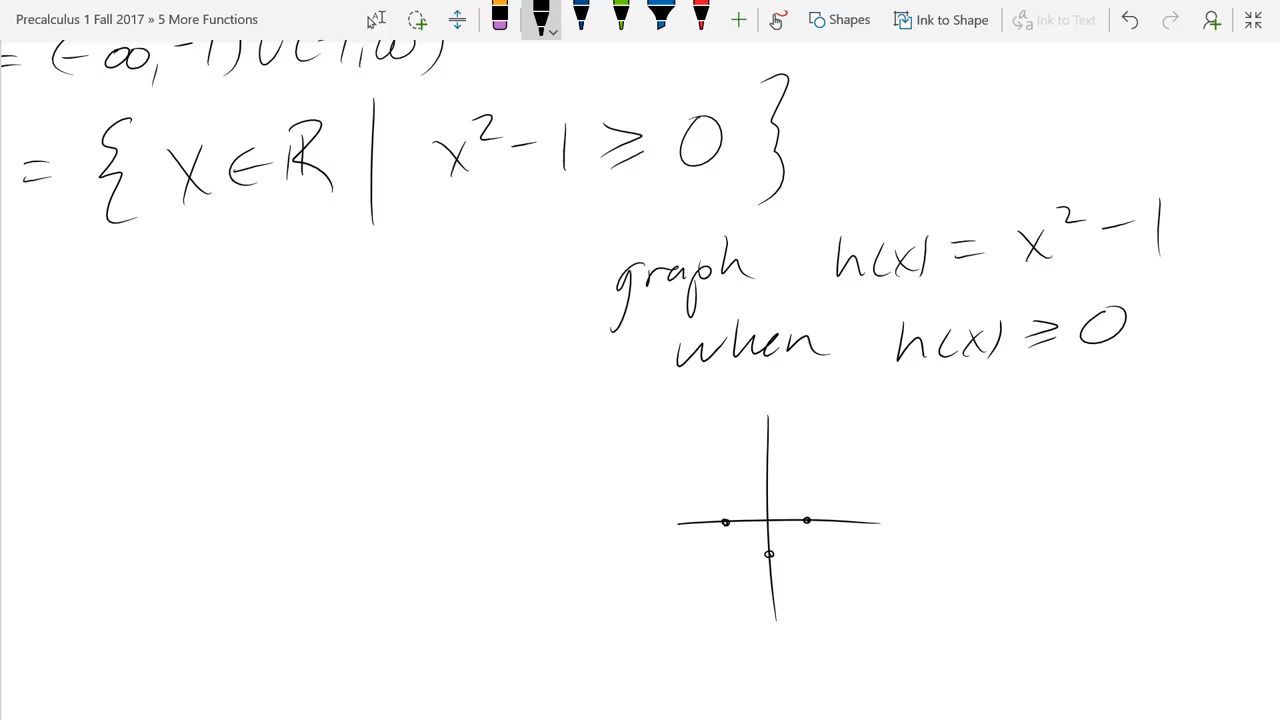 Precalculus 1 Fall 2017 » 5 More Functions
Shapes
Ink to Shape
Ink to Text
= (-∞, -1) ∪ (-1, ∞)
= { x ∈ ℝ | x² - 1 ≥ 0 }
graph h(x) = x² - 1
when h(x) ≥ 0